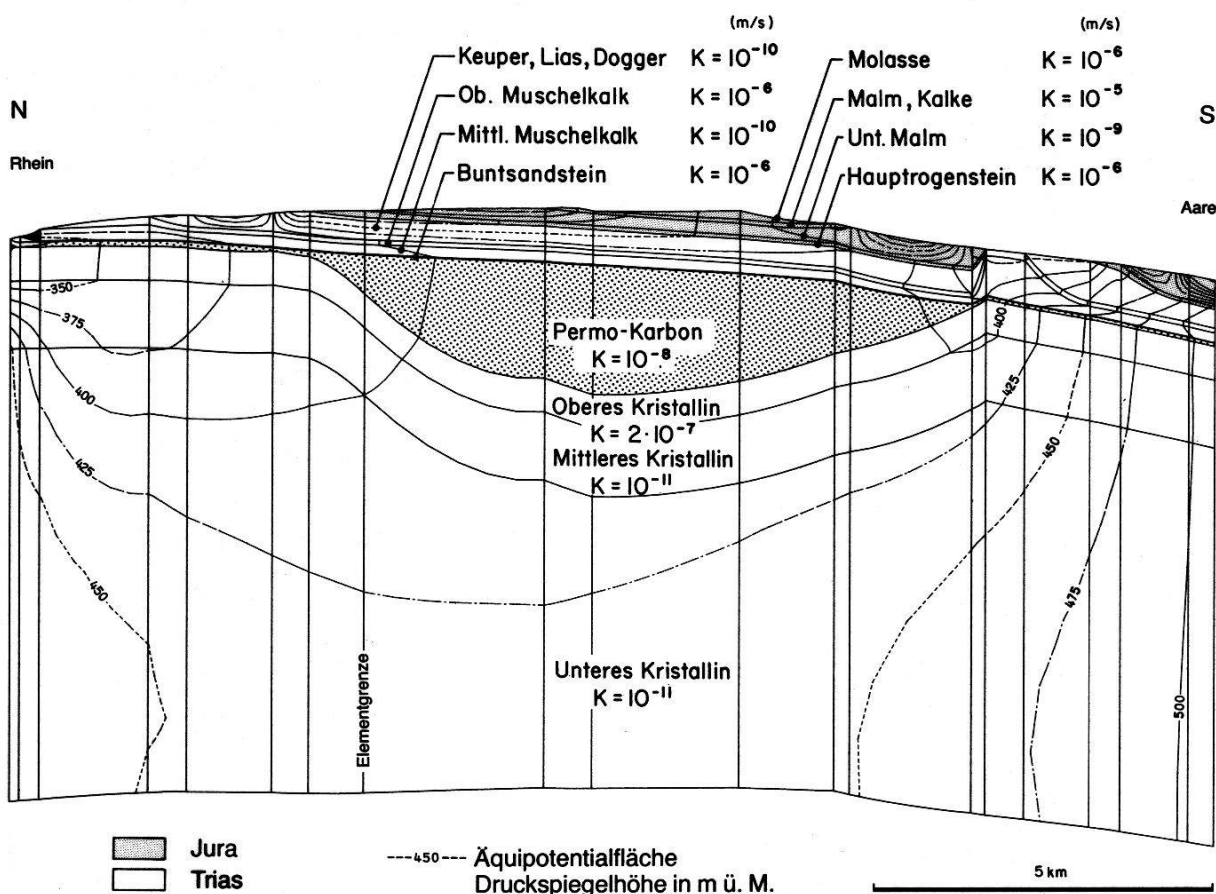 (m/s)
(m/s)
Keuper, Lias, Dogger K = 10⁻¹⁰
Molasse K = 10⁻⁶
Ob. Muschelkalk K = 10⁻⁶
Malm, Kalke K = 10⁻⁵
N
S
Mittl. Muschelkalk K = 10⁻¹⁰
Unt. Malm K = 10⁻⁹
Rhein
Buntsandstein K = 10⁻⁶
Hauptrogenstein K = 10⁻⁶
Aare
350
375
400
425
450
Permo-Karbon
K = 10⁻⁸
Oberes Kristallin
K = 2·10⁻⁷
Mittleres Kristallin
K = 10⁻¹¹
Unteres Kristallin
K = 10⁻¹¹
Elementgrenze
400
425
450
475
500
Jura
Trias
---450--- Äquipotentialfläche
Druckspiegelhöhe in m ü. M.
5 km